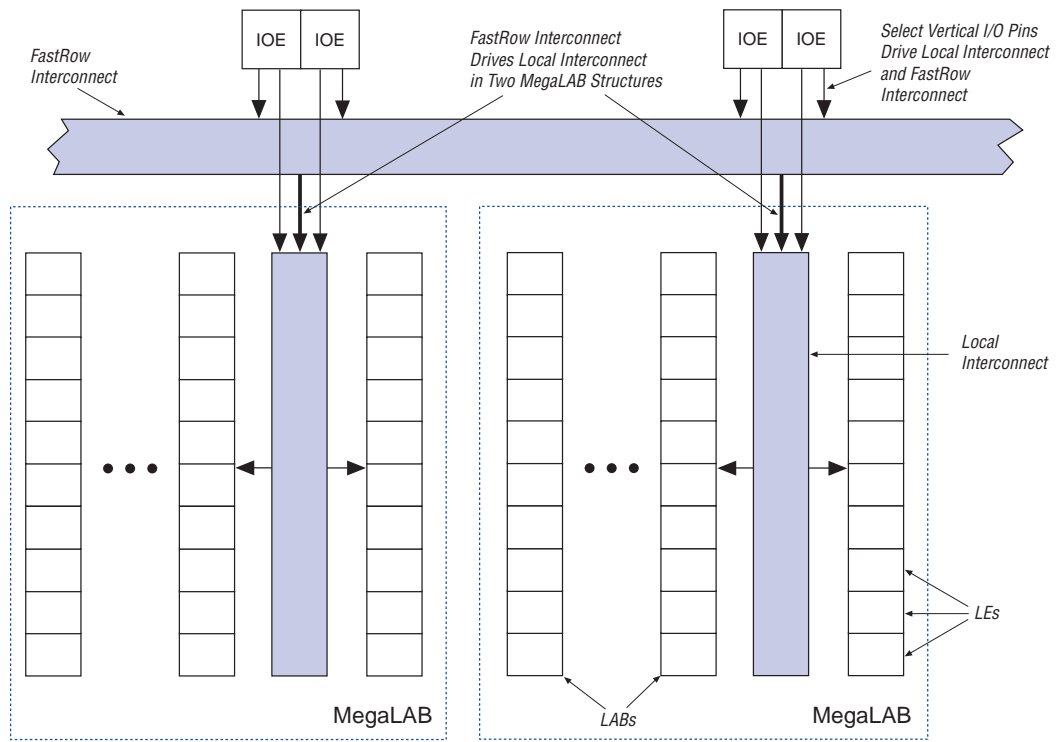 IOE IOE
IOE IOE
FastRow
Interconnect
FastRow Interconnect
Drives Local Interconnect
in Two MegaLAB Structures
Select Vertical I/O Pins
Drive Local Interconnect
and FastRow
Interconnect
Local
Interconnect
LEs
LABs
MegaLAB
MegaLAB